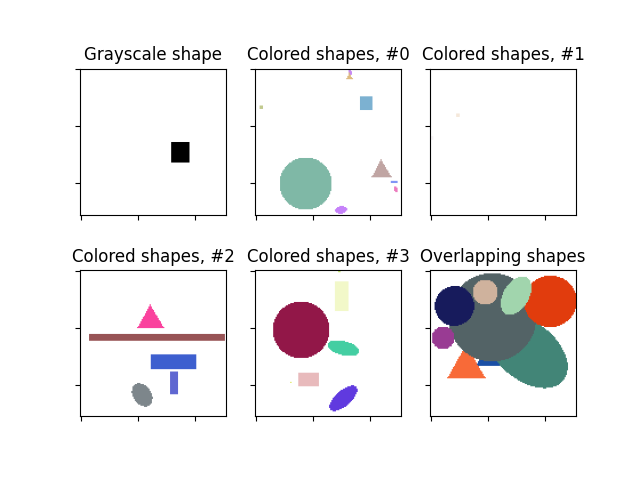 Grayscale shape
Colored shapes, #0
Colored shapes, #1
Colored shapes, #2
Colored shapes, #3
Overlapping shapes